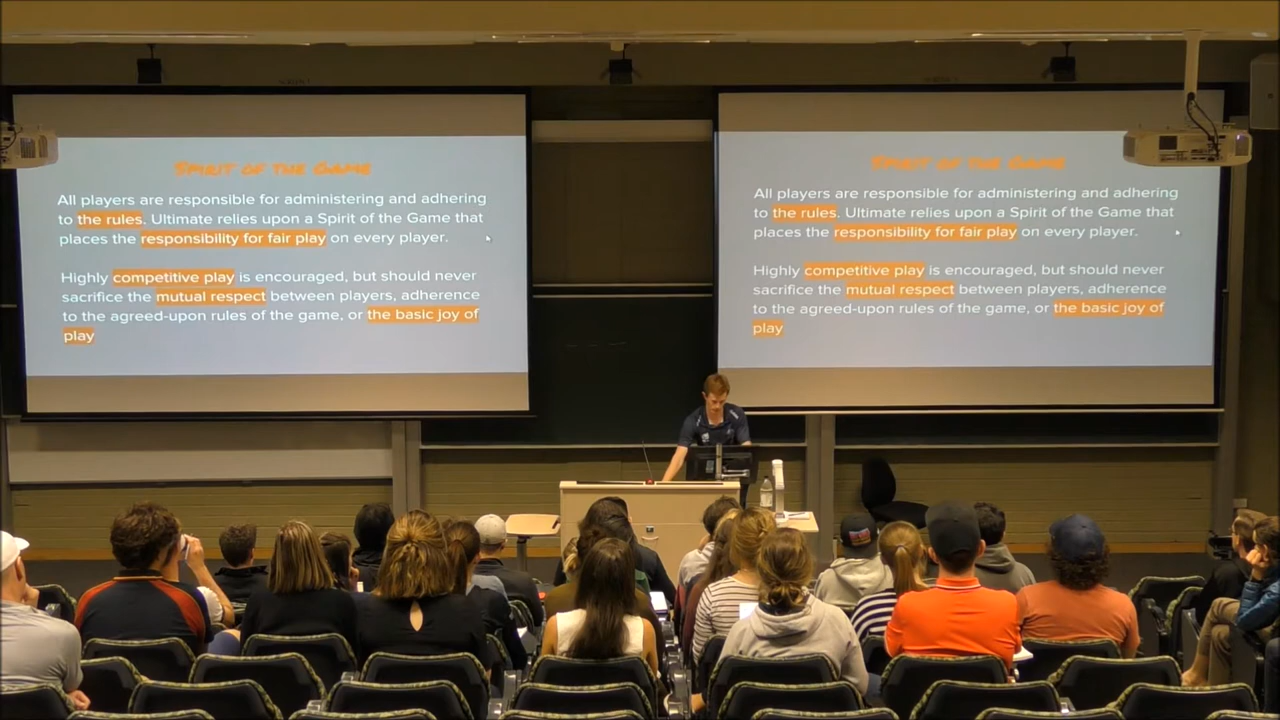 Spirit of the Game
All players are responsible for administering and adhering
to the rules. Ultimate relies upon a Spirit of the Game that
places the responsibility for fair play on every player.
Highly competitive play is encouraged, but should never
sacrifice the mutual respect between players, adherence
to the agreed-upon rules of the game, or the basic joy of
play
Spirit of the Game
All players are responsible for administering and adhering
to the rules. Ultimate relies upon a Spirit of the Game that
places the responsibility for fair play on every player.
Highly competitive play is encouraged, but should never
sacrifice the mutual respect between players, adherence
to the agreed-upon rules of the game, or the basic joy of
play